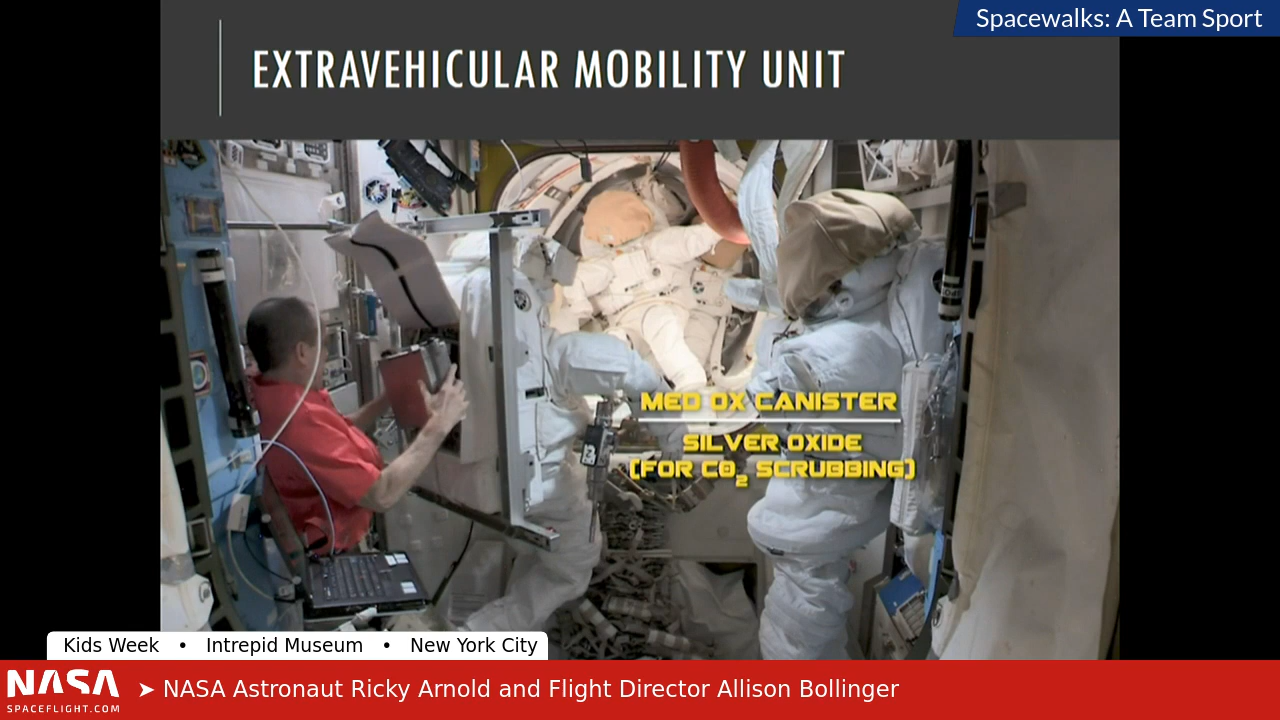 Spacewalks: A Team Sport
EXTRAVEHICULAR MOBILITY UNIT
MED OX CANISTER
SILVER OXIDE
(FOR CO2 SCRUBBING)
Kids Week • Intrepid Museum • New York City
NASA
SPACEFLIGHT.COM
➤ NASA Astronaut Ricky Arnold and Flight Director Allison Bollinger